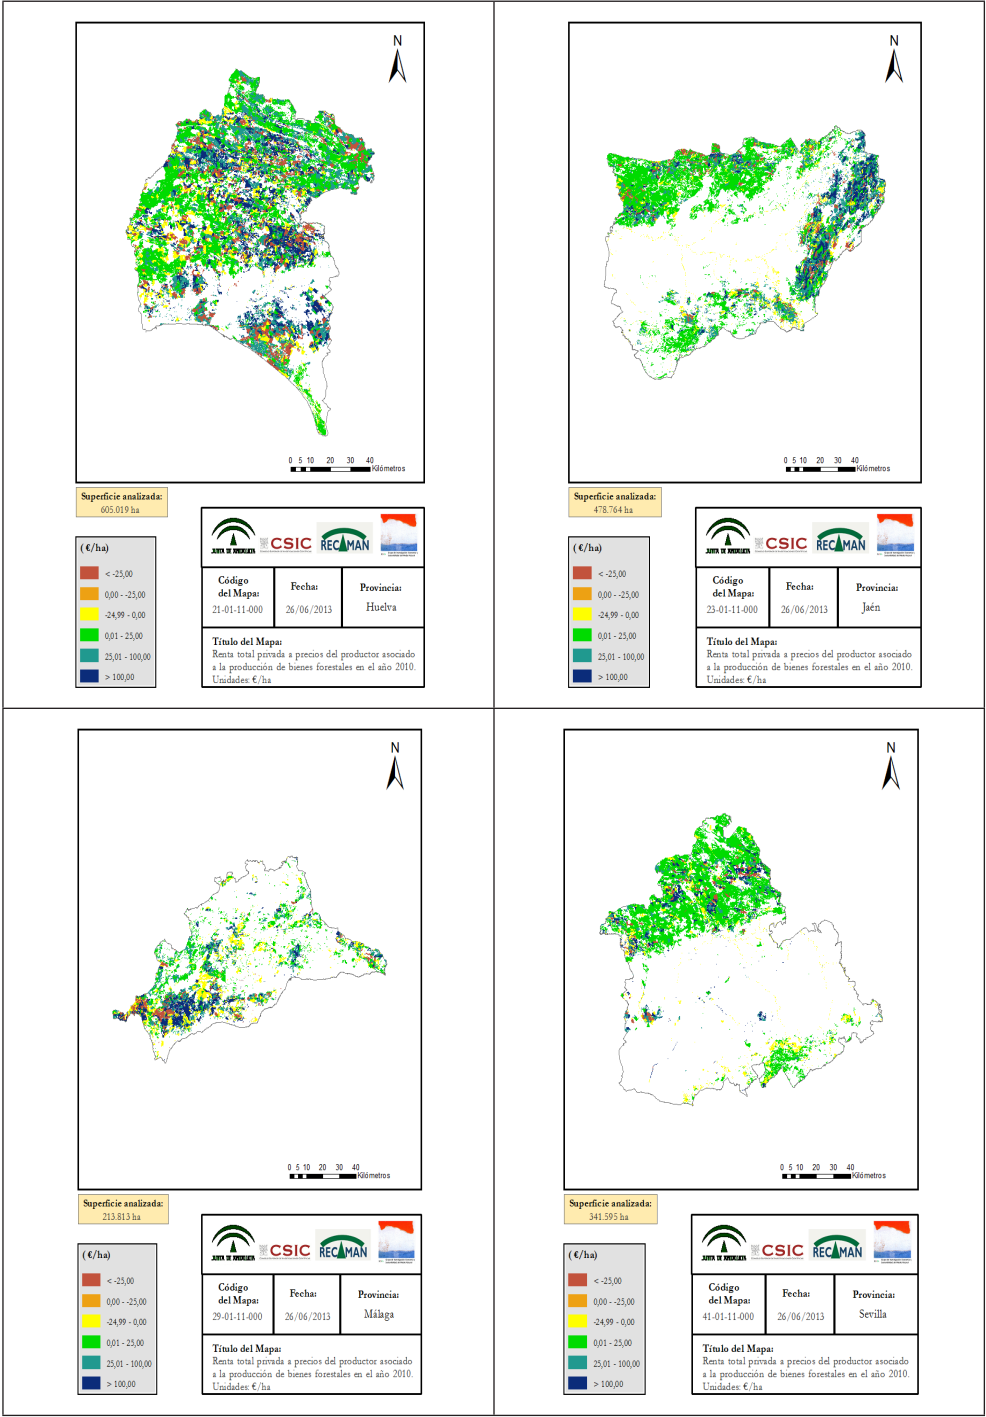 N
0 5 10 20 30 40
Kilómetros
Superficie analizada:
605.019 ha
( €/ha)
< -25,00
0,00 - -25,00
-24,99 - 0,00
0,01 - 25,00
25,01 - 100,00
> 100,00
JUNTA DE ANDALUCIA
CSIC
RECAMAN
Código
del Mapa:
21-01-11-000
Fecha:
26/06/2013
Provincia:
Huelva
Título del Mapa:
Renta total privada a precios del productor asociado
a la producción de bienes forestales en el año 2010.
Unidades: €/ha
N
0 5 10 20 30 40
Kilómetros
Superficie analizada:
478.764 ha
( €/ha)
< -25,00
0,00 - -25,00
-24,99 - 0,00
0,01 - 25,00
25,01 - 100,00
> 100,00
JUNTA DE ANDALUCIA
CSIC
RECAMAN
Código
del Mapa:
23-01-11-000
Fecha:
26/06/2013
Provincia:
Jaén
Título del Mapa:
Renta total privada a precios del productor asociado
a la producción de bienes forestales en el año 2010.
Unidades: €/ha
N
0 5 10 20 30 40
Kilómetros
Superficie analizada:
213.813 ha
( €/ha)
< -25,00
0,00 - -25,00
-24,99 - 0,00
0,01 - 25,00
25,01 - 100,00
> 100,00
JUNTA DE ANDALUCIA
CSIC
RECAMAN
Código
del Mapa:
29-01-11-000
Fecha:
26/06/2013
Provincia:
Málaga
Título del Mapa:
Renta total privada a precios del productor asociado
a la producción de bienes forestales en el año 2010.
Unidades: €/ha
N
0 5 10 20 30 40
Kilómetros
Superficie analizada:
341.595 ha
( €/ha)
< -25,00
0,00 - -25,00
-24,99 - 0,00
0,01 - 25,00
25,01 - 100,00
> 100,00
JUNTA DE ANDALUCIA
CSIC
RECAMAN
Código
del Mapa:
41-01-11-000
Fecha:
26/06/2013
Provincia:
Sevilla
Título del Mapa:
Renta total privada a precios del productor asociado
a la producción de bienes forestales en el año 2010.
Unidades: €/ha